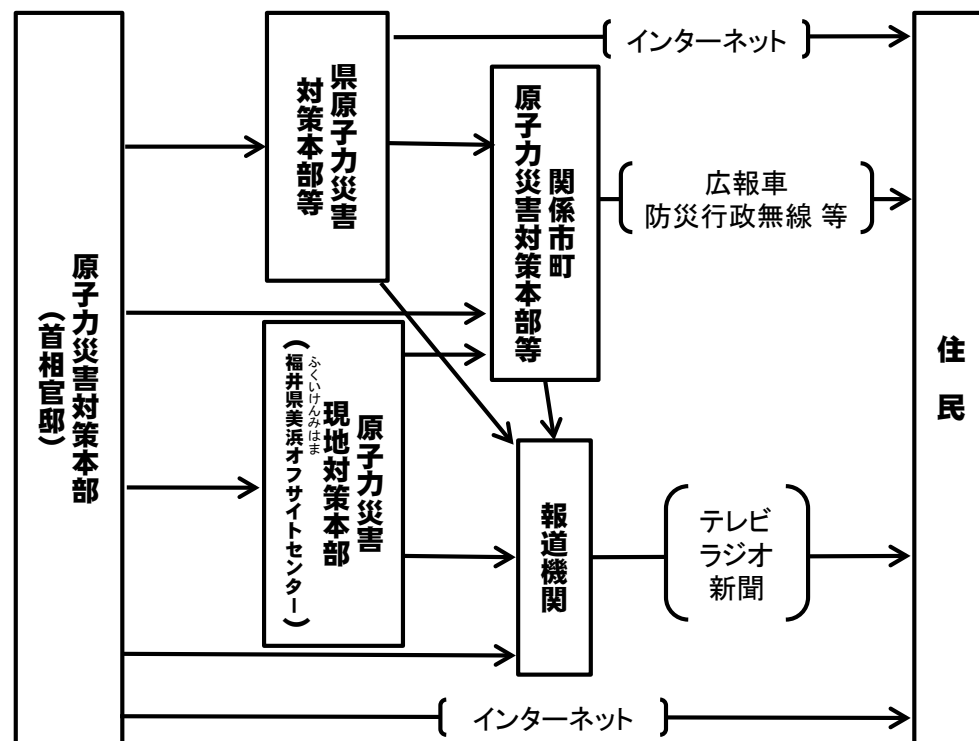 原子力災害対策本部
(首相官邸)
県原子力災害
対策本部等
関係市町
原子力災害対策本部等
原子力災害
現地対策本部
ふくいけんみはま
(福井県美浜オフサイトセンター)
報道機関
インターネット
広報車
防災行政無線 等
テレビ
ラジオ
新聞
インターネット
住民